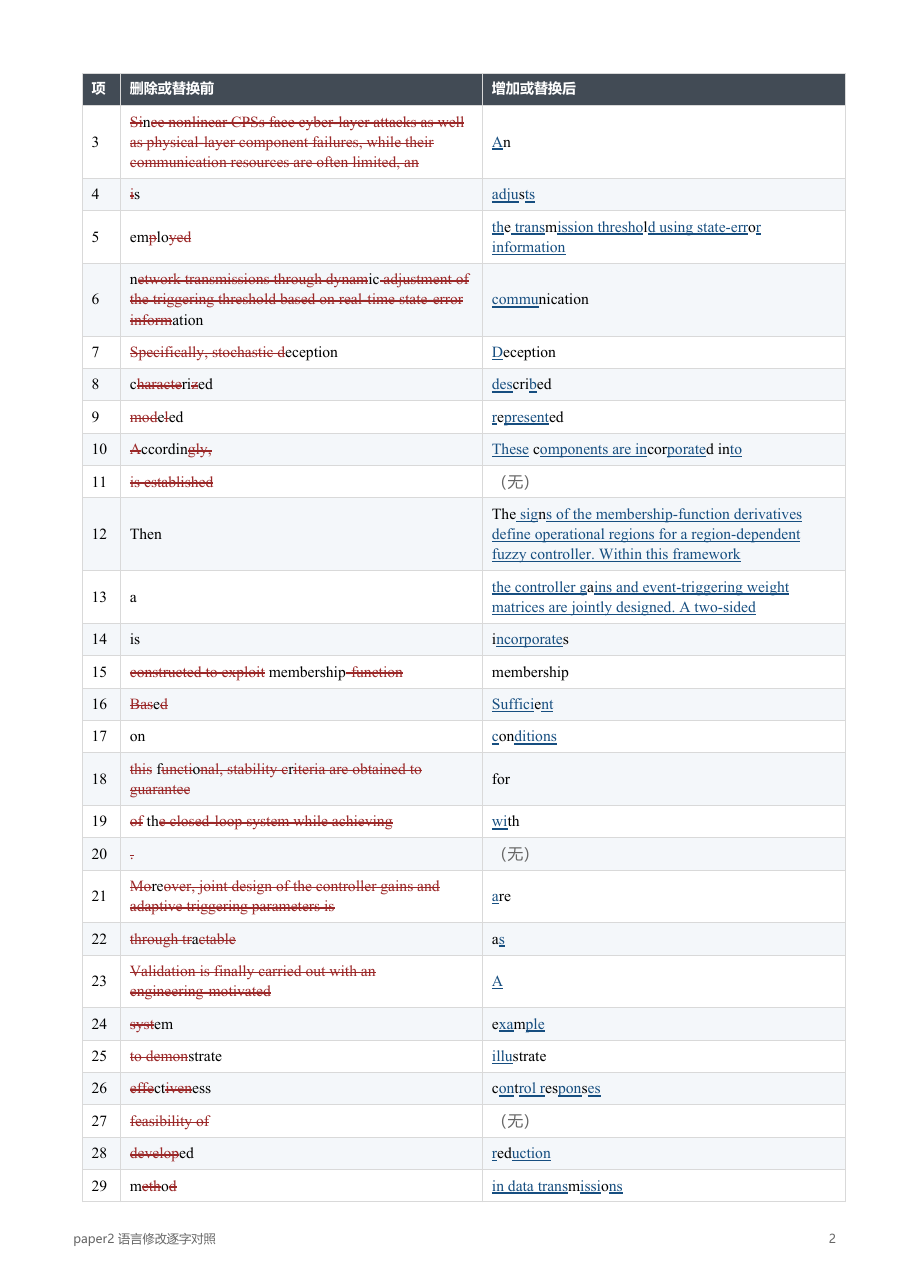 项 删除或替换前 增加或替换后
3 Since nonlinear CPSs face cyber-layer attacks as well
as physical-layer component failures, while their
communication resources are often limited, an An
4 is adjusts
5 employed the transmission threshold using state-error
information
6 network transmissions through dynamic adjustment of
the triggering threshold based on real-time state-error
information communication
7 Specifically, stochastic deception Deception
8 characterized described
9 modeled represented
10 Accordingly, These components are incorporated into
11 is established （无）
12 Then The signs of the membership-function derivatives
define operational regions for a region-dependent
fuzzy controller. Within this framework
13 a the controller gains and event-triggering weight
matrices are jointly designed. A two-sided
14 is incorporates
15 constructed to exploit membership-function membership
16 Based Sufficient
17 on conditions
18 this functional, stability criteria are obtained to
guarantee for
19 of the closed-loop system while achieving with
20 . （无）
21 Moreover, joint design of the controller gains and
adaptive triggering parameters is are
22 through tractable as
23 Validation is finally carried out with an
engineering-motivated A
24 system example
25 to demonstrate illustrate
26 effectiveness control responses
27 feasibility of （无）
28 developed reduction
29 method in data transmissions
paper2 语言修改逐字对照 2